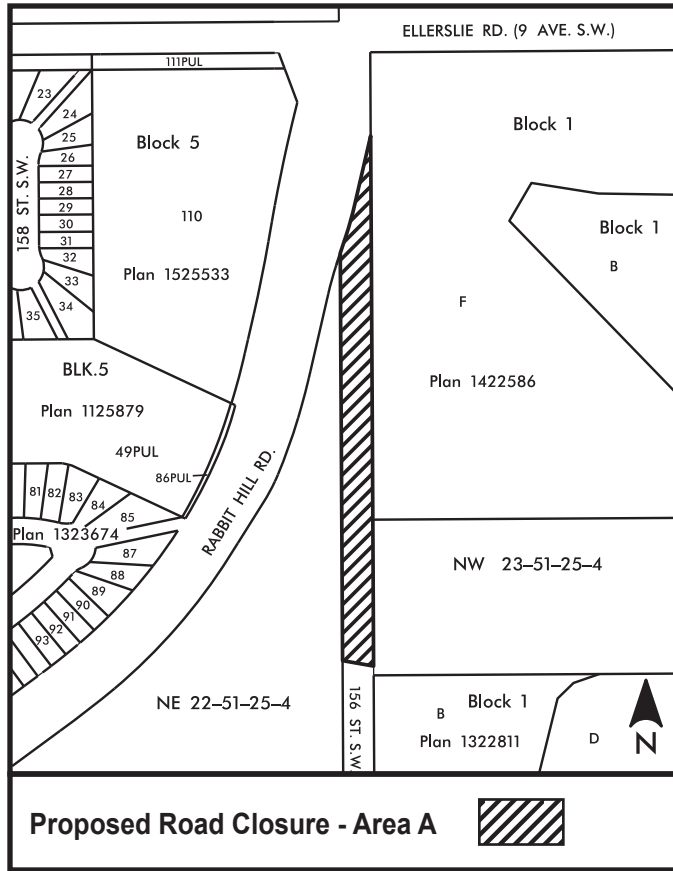 ELLERSLIE RD. (9 AVE. S.W.)
111PUL
23
24
25
26
27
28
29
30
31
32
33
34
35
158 ST. S.W.
Block 5
110
Plan 1525533
Block 1
Block 1
B
F
Plan 1422586
BLK.5
Plan 1125879
49PUL
86PUL
81
82
83
84
85
Plan 1323674
87
88
89
90
91
92
93
RABBIT HILL RD.
NW 23–51–25–4
NE 22–51–25–4
156 ST. S.W.
B
Block 1
Plan 1322811
D
N
Proposed Road Closure - Area A